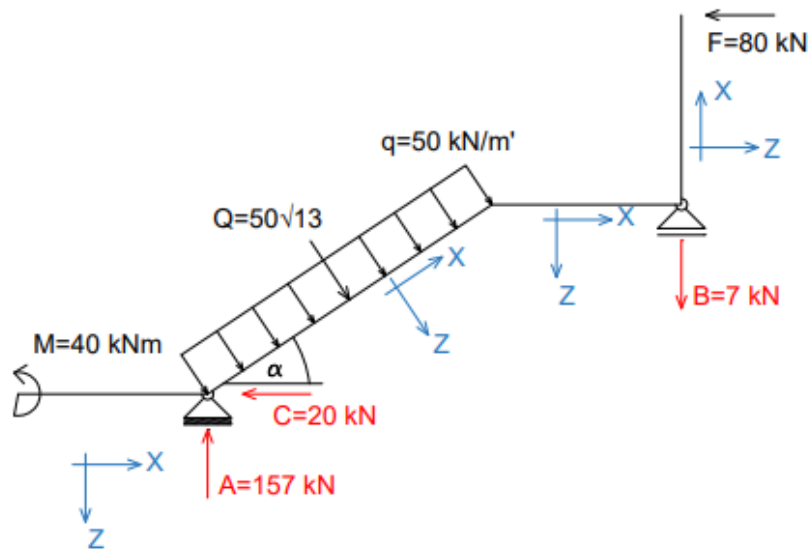 F=80 kN
X
Z
q=50 kN/m'
Q=50√13
X
Z
X
Z
B=7 kN
M=40 kNm
α
C=20 kN
X
Z
A=157 kN